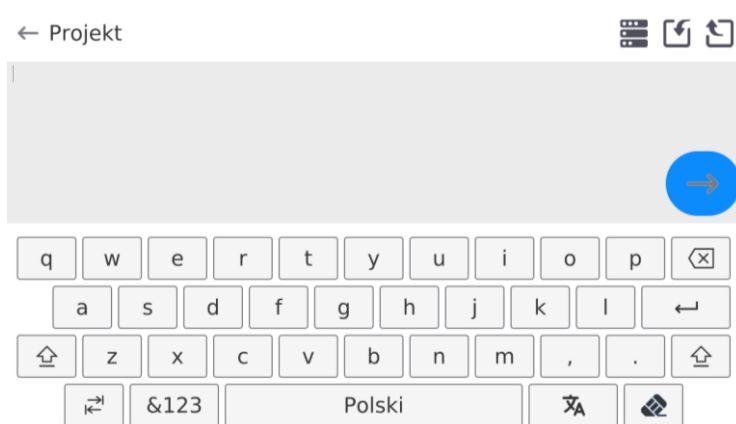 Projekt
q w e r t y u i o p
a s d f g h j k l
z x c v b n m , .
&123 Polski